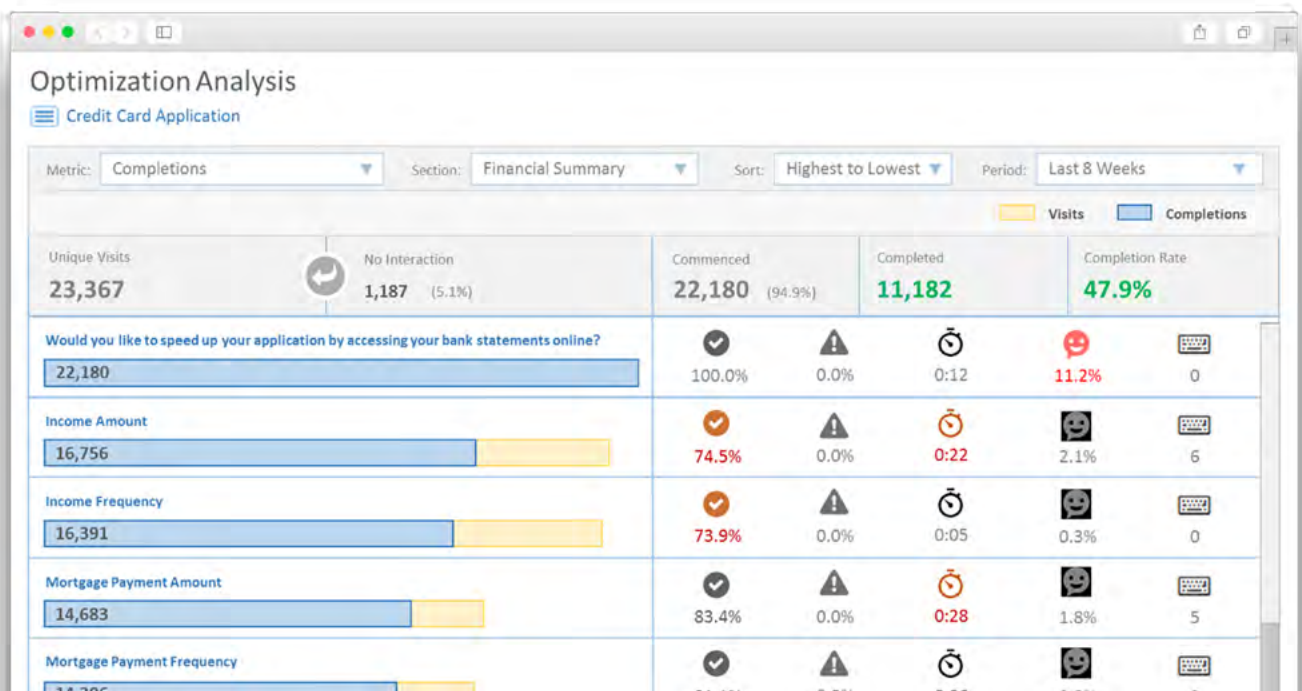 Optimization Analysis
Credit Card Application
Metric: Completions Section: Financial Summary Sort: Highest to Lowest Period: Last 8 Weeks
Visits Completions
Unique Visits No Interaction Commenced Completed Completion Rate
23,367 1,187 (5.1%) 22,180 (94.9%) 11,182 47.9%
Would you like to speed up your application by accessing your bank statements online?
22,180 100.0% 0.0% 0:12 11.2% 0
Income Amount
16,756 74.5% 0.0% 0:22 2.1% 6
Income Frequency
16,391 73.9% 0.0% 0:05 0.3% 0
Mortgage Payment Amount
14,683 83.4% 0.0% 0:28 1.8% 5
Mortgage Payment Frequency